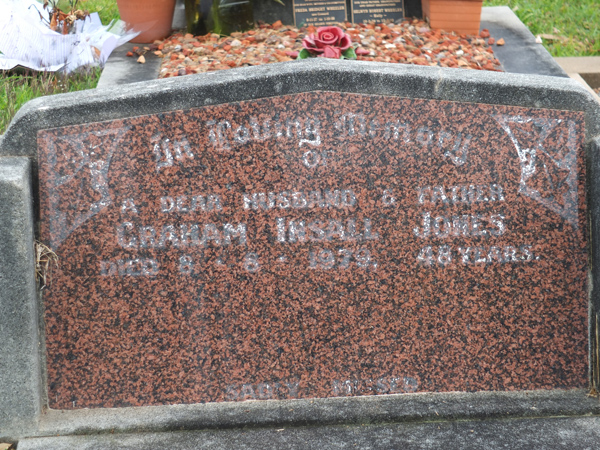 In Loving Memory
of
A DEAR HUSBAND & FATHER
GRAHAM INSALL JONES
DIED 8 - 8 - 1979. 48 YEARS.
SADLY MISSED